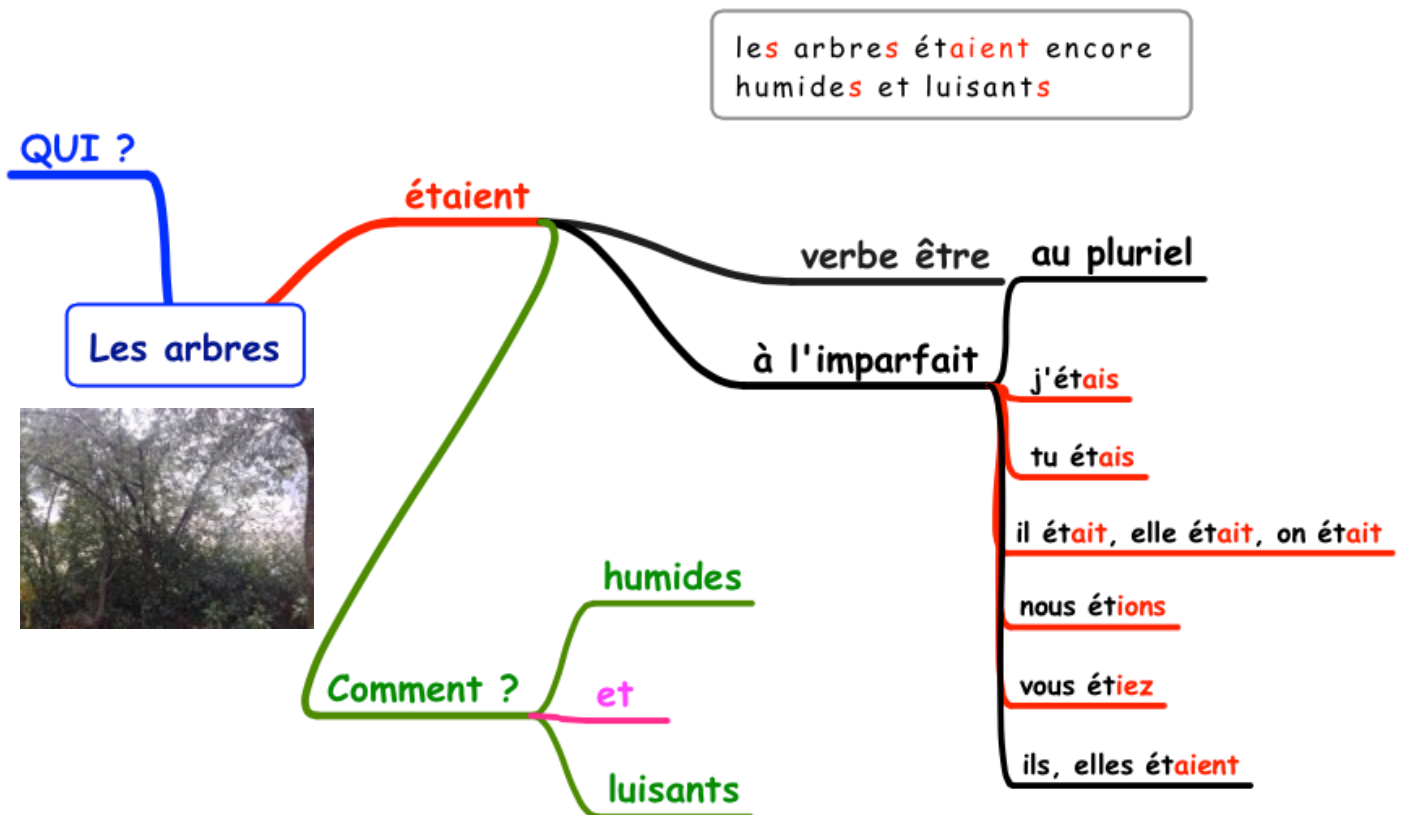 les arbres étaient encore
humides et luisants
QUI ?
étaient
Les arbres
verbe être
au pluriel
à l'imparfait
j'étais
tu étais
il était, elle était, on était
nous étions
vous étiez
ils, elles étaient
Comment ?
humides
et
luisants